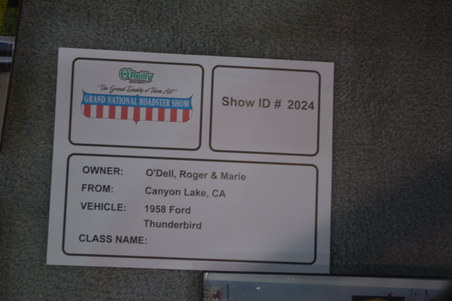 O'Reilly
"The Grand Daddy of Them All"
GRAND NATIONAL ROADSTER SHOW
Show ID # 2024
OWNER: O'Dell, Roger & Marie
FROM: Canyon Lake, CA
VEHICLE: 1958 Ford
Thunderbird
CLASS NAME: